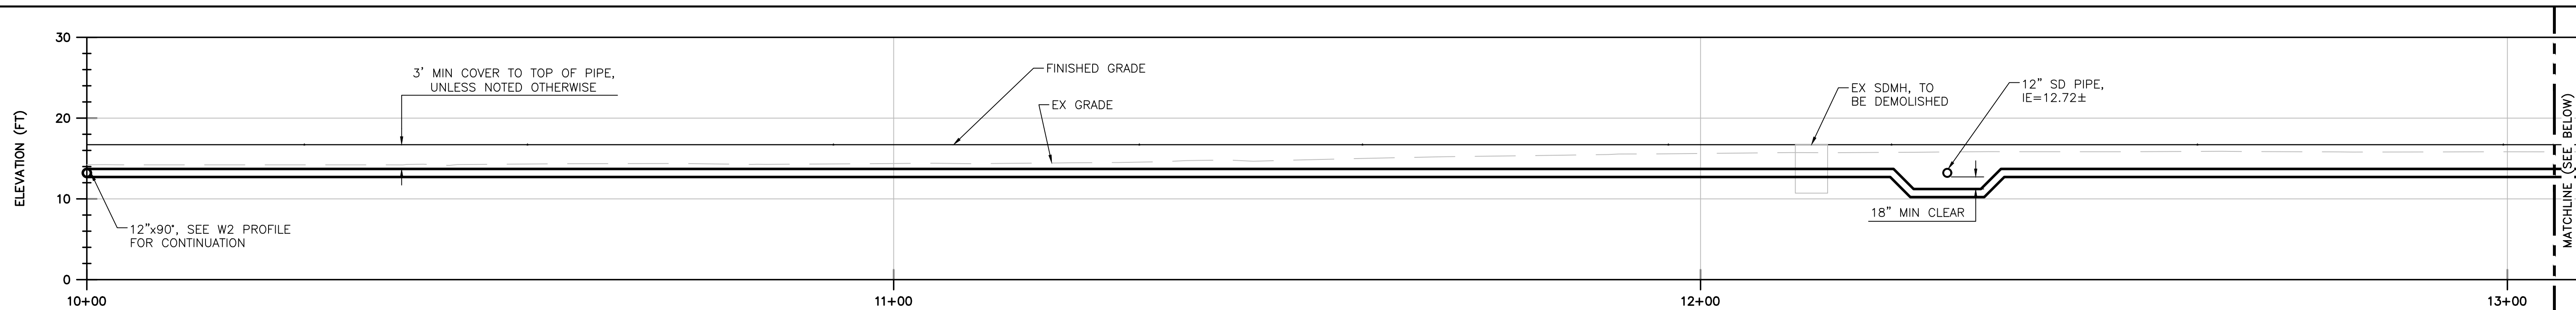 30
3' MIN COVER TO TOP OF PIPE,
UNLESS NOTED OTHERWISE
FINISHED GRADE
EX GRADE
EX SDMH, TO
BE DEMOLISHED
12" SD PIPE,
IE=12.72±
20
ELEVATION (FT)
10
12"x90°, SEE W2 PROFILE
FOR CONTINUATION
18" MIN CLEAR
MATCHLINE (SEE BELOW)
0
10+00
11+00
12+00
13+00